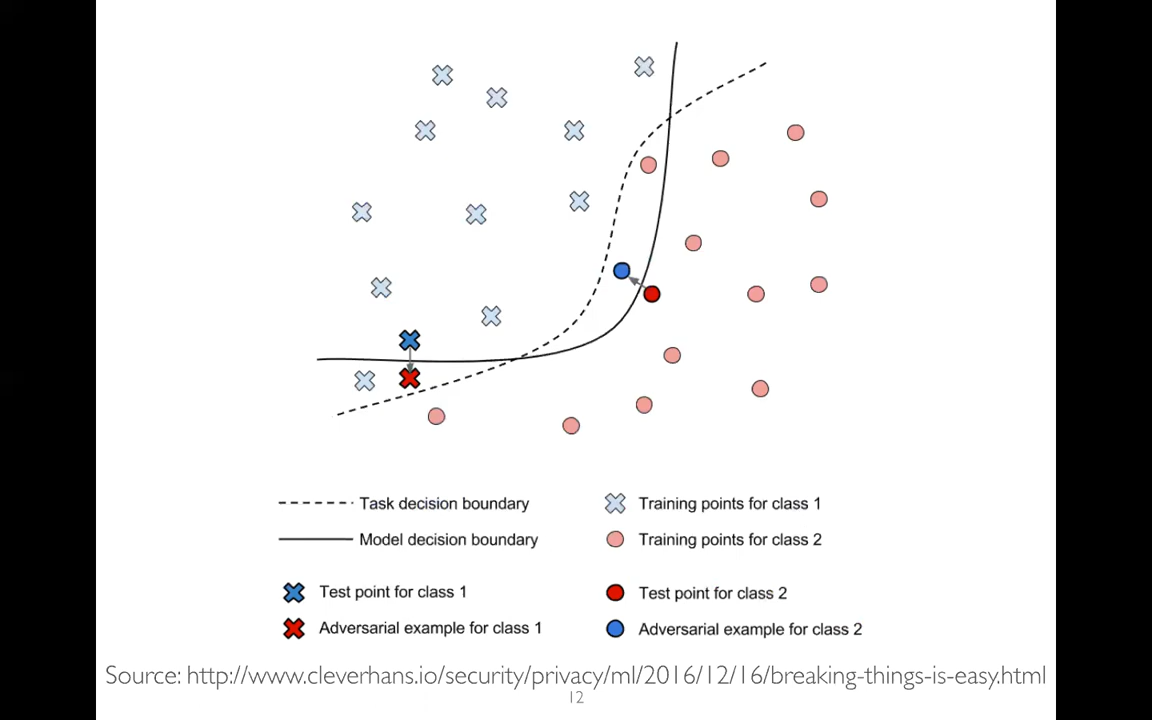 Task decision boundary
Training points for class 1
Model decision boundary
Training points for class 2
Test point for class 1
Test point for class 2
Adversarial example for class 1
Adversarial example for class 2
Source: http://www.cleverhans.io/security/privacy/ml/2016/12/16/breaking-things-is-easy.html
12